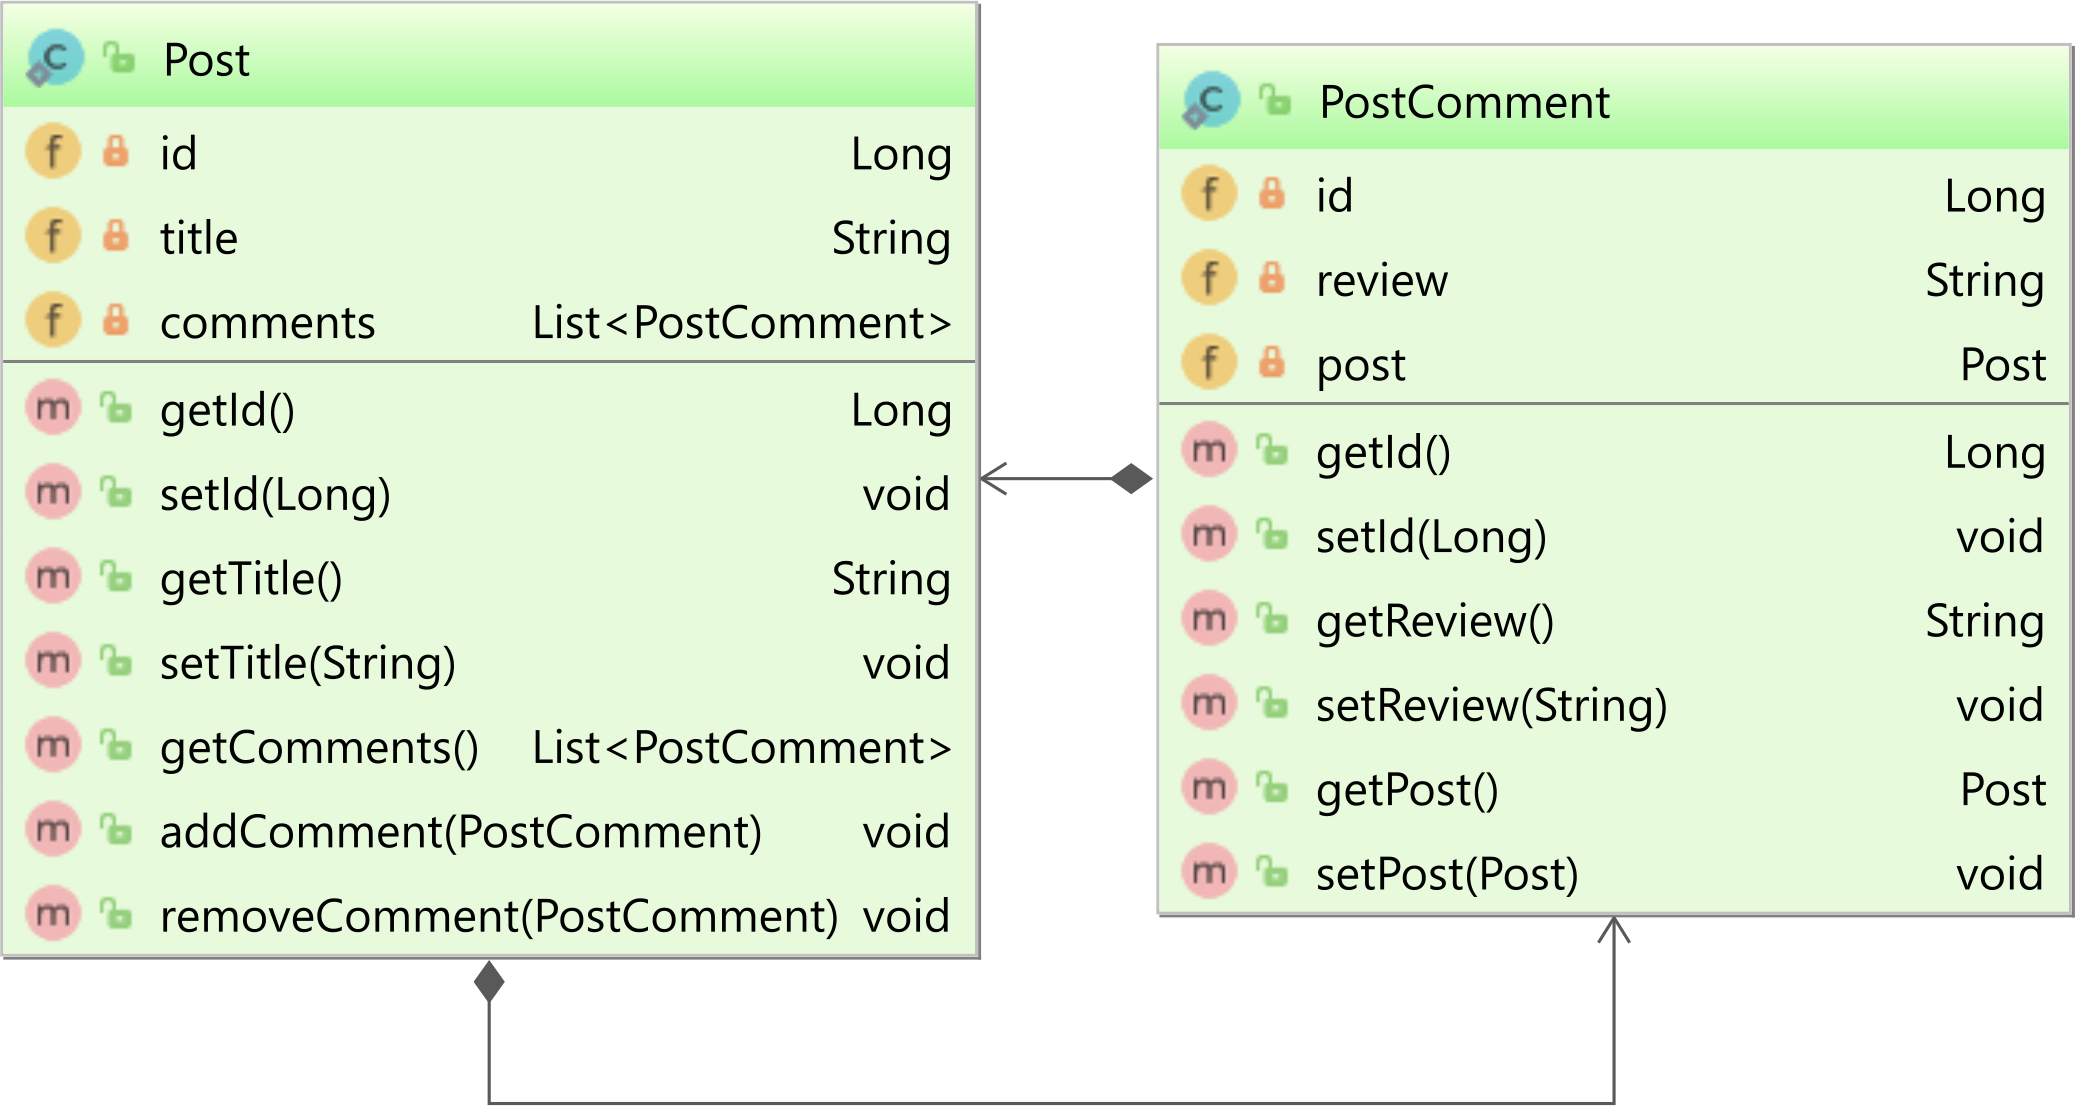 C Post
f id Long
f title String
f comments List<PostComment>
m getId() Long
m setId(Long) void
m getTitle() String
m setTitle(String) void
m getComments() List<PostComment>
m addComment(PostComment) void
m removeComment(PostComment) void
C PostComment
f id Long
f review String
f post Post
m getId() Long
m setId(Long) void
m getReview() String
m setReview(String) void
m getPost() Post
m setPost(Post) void